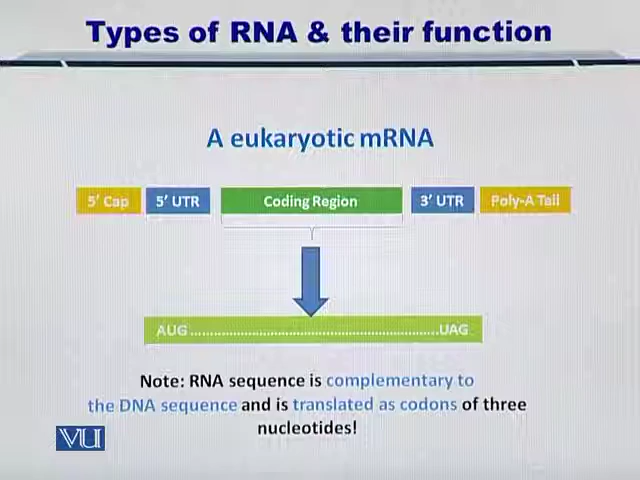 Types of RNA & their function
A eukaryotic mRNA
5′ Cap 5′ UTR Coding Region 3′ UTR Poly-A Tail
AUG............................................................UAG
Note: RNA sequence is complementary to
the DNA sequence and is translated as codons of three
nucleotides!
VU